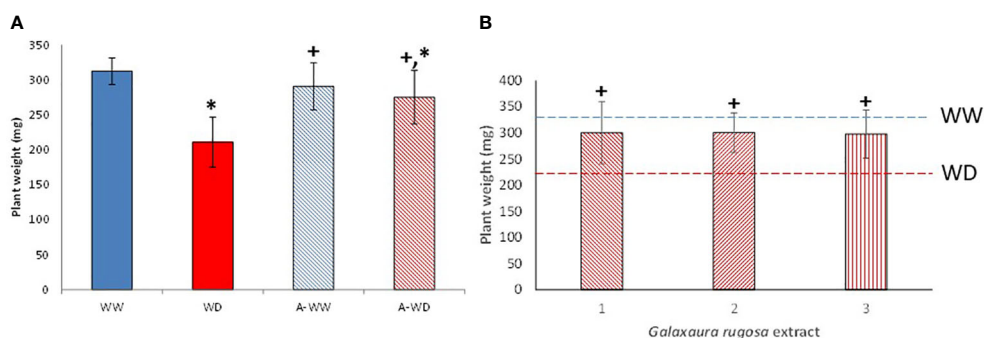 A
Plant weight (mg)
350
300
250
200
150
100
50
0
*
+
+,*
WW
WD
A-WW
A-WD
B
Plant weight (mg)
400
350
300
250
200
150
100
50
0
+
+
+
WW
WD
1
2
3
Galaxaura rugosa extract